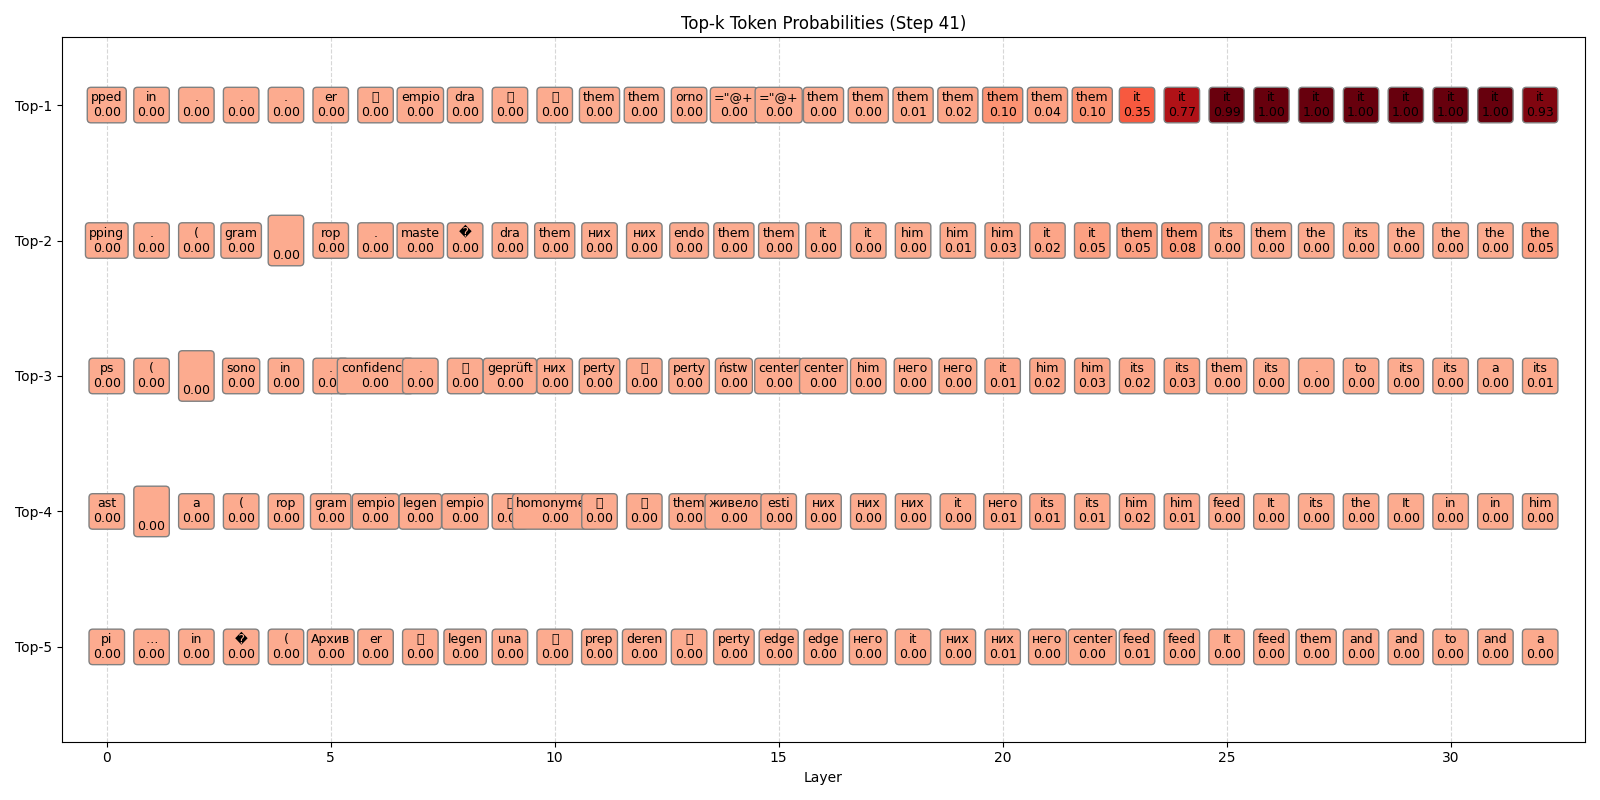 Top-k Token Probabilities (Step 41)
Top-1
pped in . . . er empio dra them them orno ="@+ ="@+ them them them them them them them it it it it it it it it it it
0.00 0.00 0.00 0.00 0.00 0.00 0.00 0.00 0.00 0.00 0.00 0.00 0.00 0.00 0.00 0.00 0.00 0.00 0.01 0.02 0.10 0.04 0.10 0.35 0.77 0.99 1.00 1.00 1.00 1.00 1.00 1.00 0.93
Top-2
pping . ( gram rop . maste � dra them них них endo them them it it him him him it it them them its them the its the the the the
0.00 0.00 0.00 0.00 0.00 0.00 0.00 0.00 0.00 0.00 0.00 0.00 0.00 0.00 0.00 0.00 0.00 0.00 0.00 0.01 0.03 0.02 0.05 0.05 0.08 0.00 0.00 0.00 0.00 0.00 0.00 0.00 0.05
Top-3
ps ( sono in . confidenc . geprüft них perty perty ństw center center him него него it him him its its them its . to its its a its
0.00 0.00 0.00 0.00 0.00 0.0 0.00 0.00 0.00 0.00 0.00 0.00 0.00 0.00 0.00 0.00 0.00 0.00 0.00 0.00 0.01 0.02 0.03 0.02 0.03 0.00 0.00 0.00 0.00 0.00 0.00 0.00 0.01
Top-4
ast a ( rop gram empio legen empio homonyme them живело esti них них них it него its its him him feed It its the It in in him
0.00 0.00 0.00 0.00 0.00 0.00 0.00 0.00 0.00 0.0 0.00 0.00 0.00 0.00 0.00 0.00 0.00 0.00 0.00 0.00 0.01 0.01 0.01 0.02 0.01 0.00 0.00 0.00 0.00 0.00 0.00 0.00 0.00
Top-5
pi ... in � ( Архив er legen una prep deren perty edge edge него it них них него center feed feed It feed them and and to and a
0.00 0.00 0.00 0.00 0.00 0.00 0.00 0.00 0.00 0.00 0.00 0.00 0.00 0.00 0.00 0.00 0.00 0.00 0.00 0.00 0.01 0.00 0.00 0.01 0.00 0.00 0.00 0.00 0.00 0.00 0.00 0.00 0.00
0 5 10 15 20 25 30
Layer